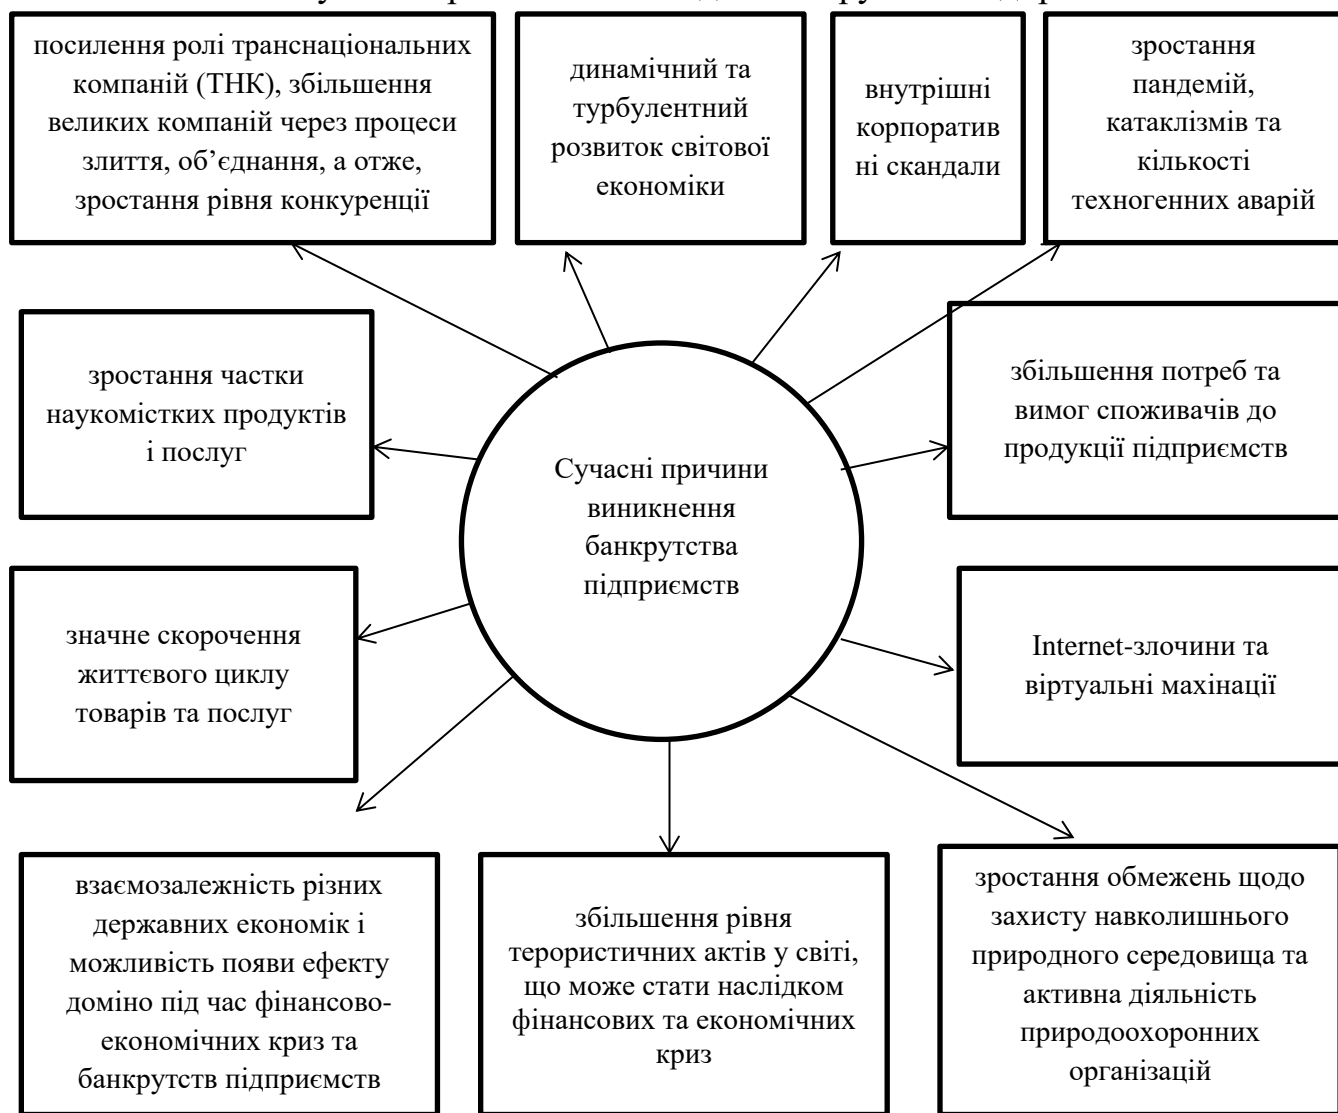 посилення ролі транснаціональних
компаній (ТНК), збільшення
великих компаній через процеси
злиття, об’єднання, а отже,
зростання рівня конкуренції
динамічний та
турбулентний
розвиток світової
економіки
внутрішні
корпоратив
ні скандали
зростання
пандемій,
катаклізмів та
кількості
техногенних аварій
зростання частки
наукомістких продуктів
і послуг
збільшення потреб та
вимог споживачів до
продукції підприємств
Сучасні причини
виникнення
банкрутства
підприємств
значне скорочення
життєвого циклу
товарів та послуг
Internet-злочини та
віртуальні махінації
взаємозалежність різних
державних економік і
можливість появи ефекту
доміно під час фінансово-
економічних криз та
банкрутств підприємств
збільшення рівня
терористичних актів у світі,
що може стати наслідком
фінансових та економічних
криз
зростання обмежень щодо
захисту навколишнього
природного середовища та
активна діяльність
природоохоронних
організацій